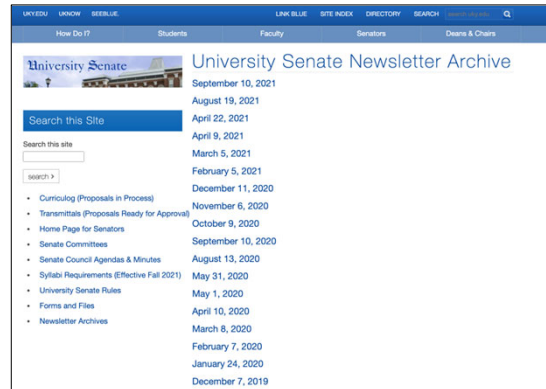 UKY.EDU UKNOW SEEBLUE. LINK BLUE SITE INDEX DIRECTORY SEARCH search uky.edu
How Do I? Students Faculty Senators Deans & Chairs
University Senate
University Senate Newsletter Archive
Search this SIte
Search this site
search >
Curriculog (Proposals in Process)
Transmittals (Proposals Ready for Approval)
Home Page for Senators
Senate Committees
Senate Council Agendas & Minutes
Syllabi Requirements (Effective Fall 2021)
University Senate Rules
Forms and Files
Newsletter Archives
September 10, 2021
August 19, 2021
April 22, 2021
April 9, 2021
March 5, 2021
February 5, 2021
December 11, 2020
November 6, 2020
October 9, 2020
September 10, 2020
August 13, 2020
May 31, 2020
May 1, 2020
April 10, 2020
March 8, 2020
February 7, 2020
January 24, 2020
December 7, 2019